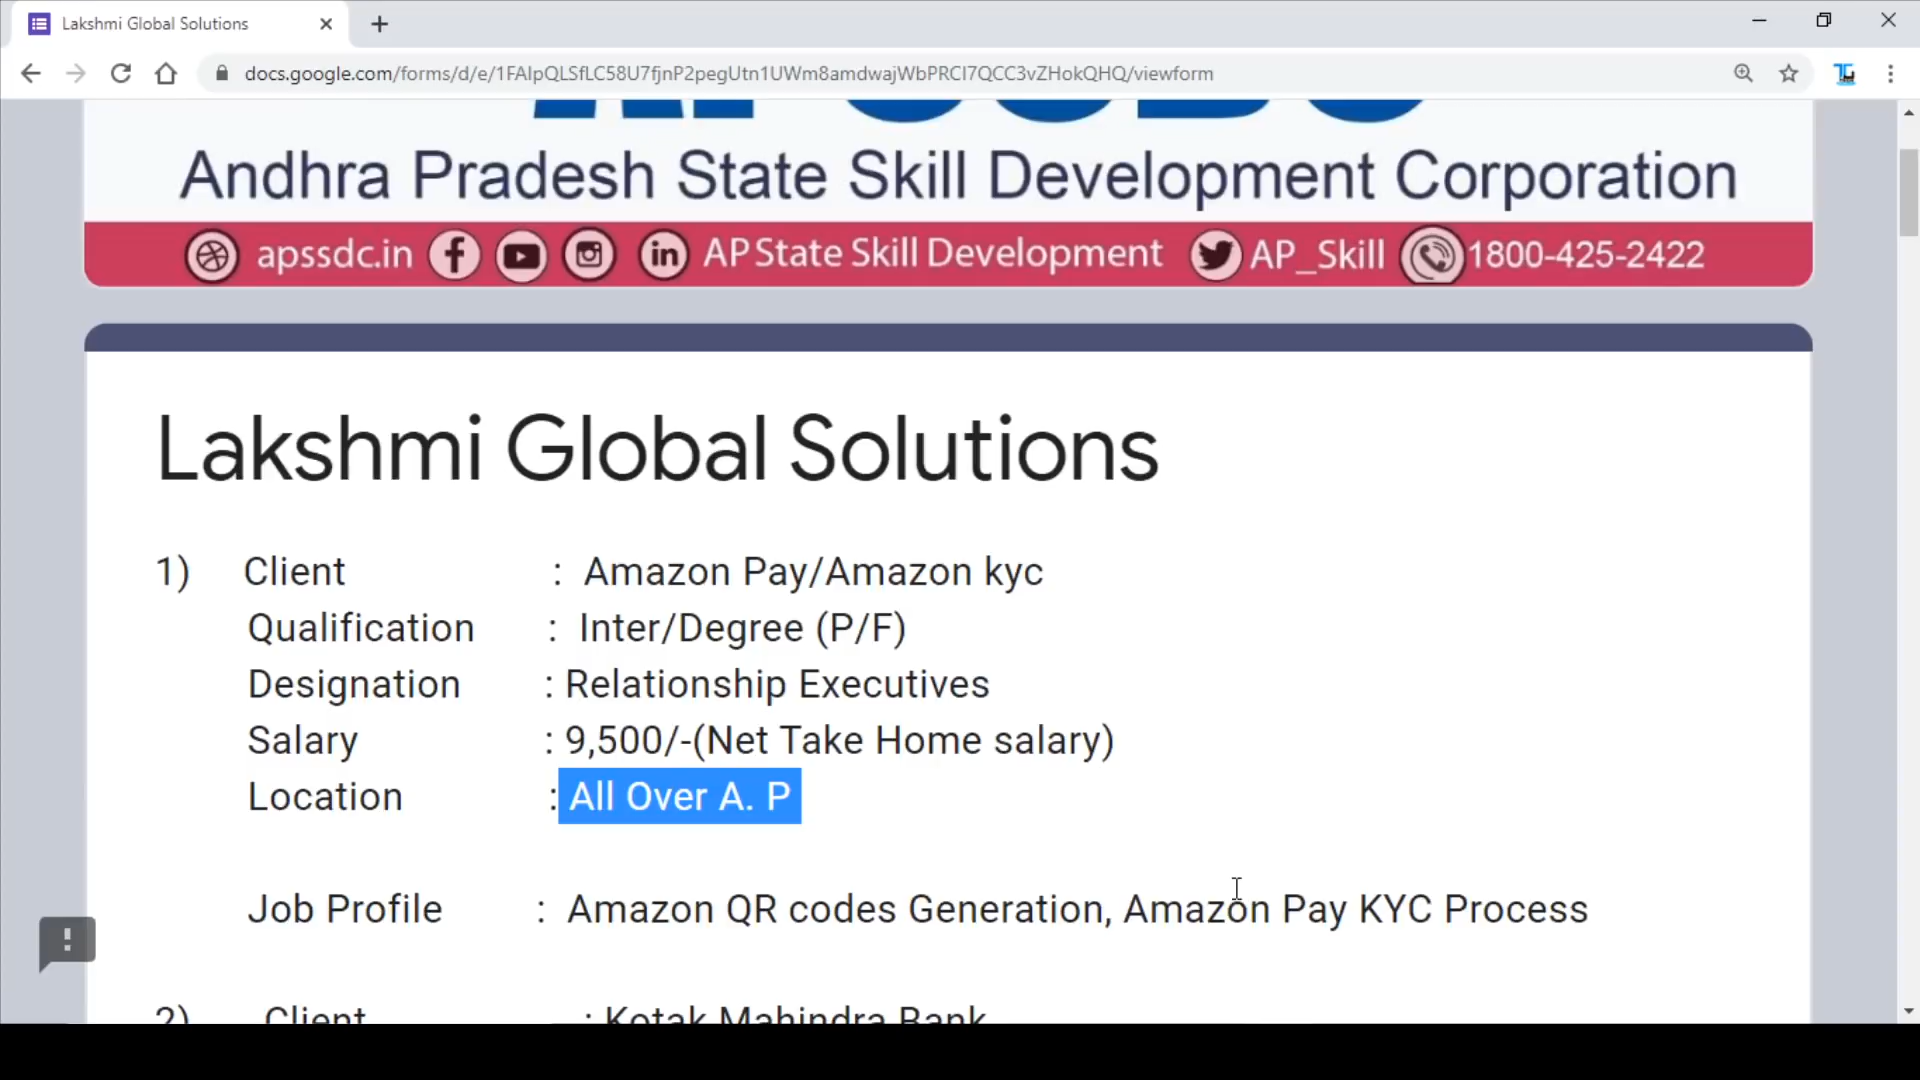 Lakshmi Global Solutions
docs.google.com/forms/d/e/1FAIpQLSfLC58U7fjnP2pegUtn1UWm8amdwajWbPRCI7QCC3vZHokQHQ/viewform
Andhra Pradesh State Skill Development Corporation
apssdc.in AP State Skill Development AP_Skill 1800-425-2422
Lakshmi Global Solutions
1) Client : Amazon Pay/Amazon kyc
Qualification : Inter/Degree (P/F)
Designation : Relationship Executives
Salary : 9,500/-(Net Take Home salary)
Location : All Over A. P
Job Profile : Amazon QR codes Generation, Amazon Pay KYC Process
2) Client : Kotak Mahindra Bank